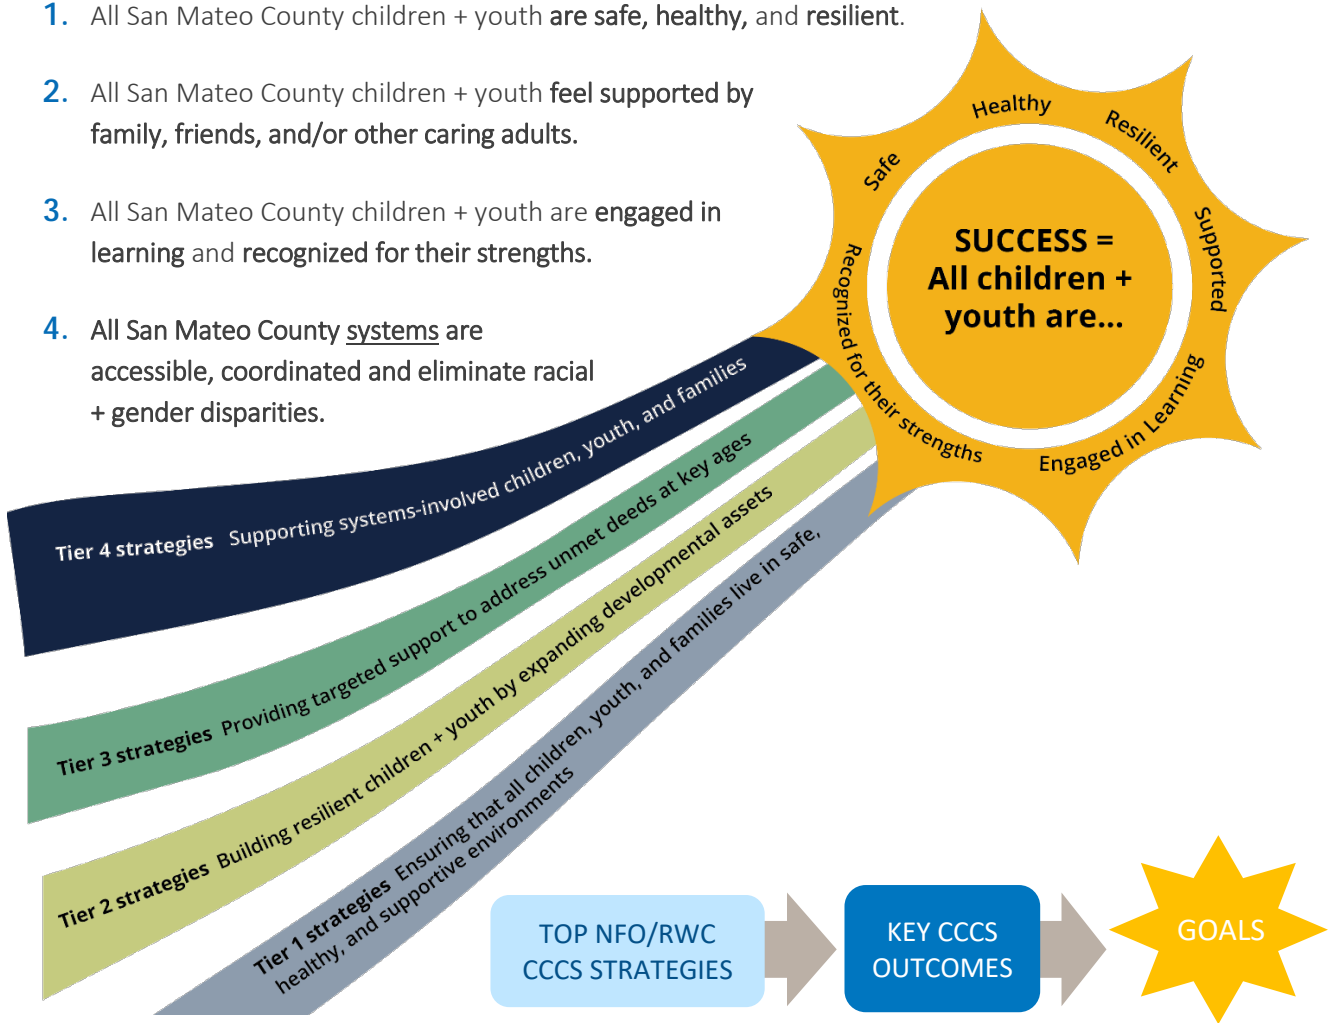 1. All San Mateo County children + youth are safe, healthy, and resilient.
2. All San Mateo County children + youth feel supported by
family, friends, and/or other caring adults.
3. All San Mateo County children + youth are engaged in
learning and recognized for their strengths.
4. All San Mateo County systems are
accessible, coordinated and eliminate racial
+ gender disparities.
Safe
Healthy
Resilient
Supported
Engaged in Learning
Recognized for their strengths
SUCCESS =
All children +
youth are...
Tier 4 strategies Supporting systems-involved children, youth, and families
Tier 3 strategies Providing targeted support to address unmet deeds at key ages
Tier 2 strategies Building resilient children + youth by expanding developmental assets
Tier 1 strategies Ensuring that all children, youth, and families live in safe,
healthy, and supportive environments
TOP NFO/RWC
CCCS STRATEGIES
KEY CCCS
OUTCOMES
GOALS